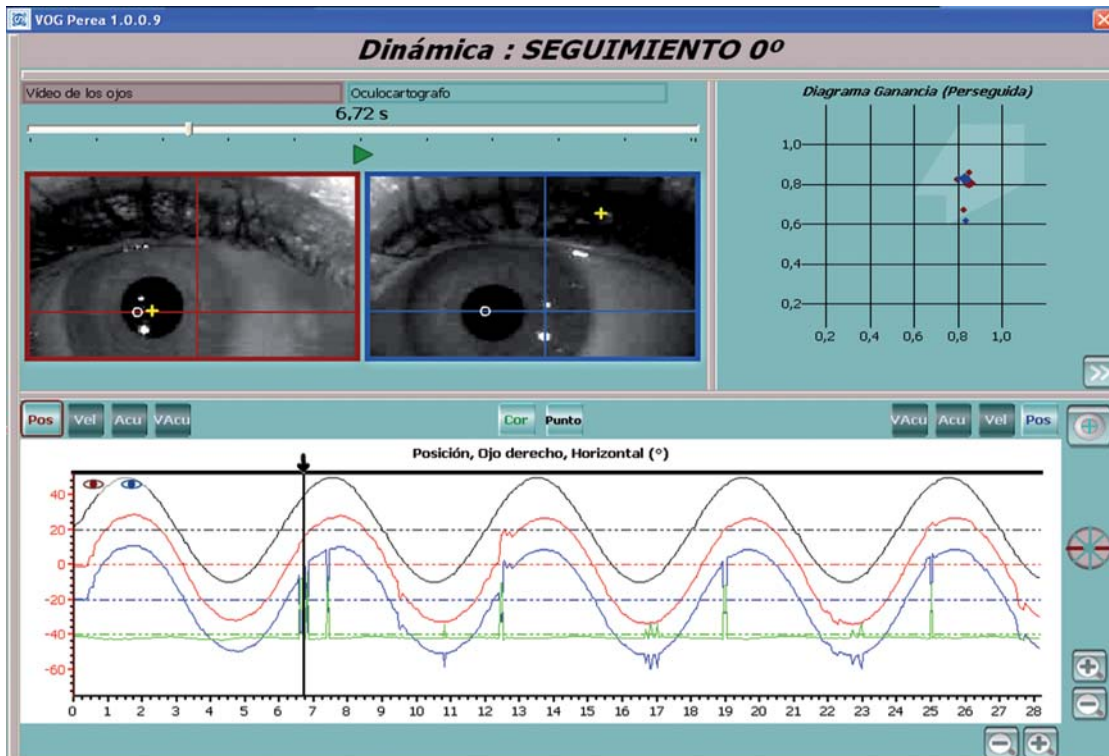 VOG Perea 1.0.0.9
Dinámica : SEGUIMIENTO 0º
Vídeo de los ojos
Oculocartografo
6,72 s
Diagrama Ganancia (Perseguida)
1,0
0,8
0,6
0,4
0,2
0,2 0,4 0,6 0,8 1,0
Pos Vel Acu VAcu
Cor Punto
VAcu Acu Vel Pos
Posición, Ojo derecho, Horizontal (°)
40
20
0
-20
-40
-60
0 1 2 3 4 5 6 7 8 9 10 11 12 13 14 15 16 17 18 19 20 21 22 23 24 25 26 27 28